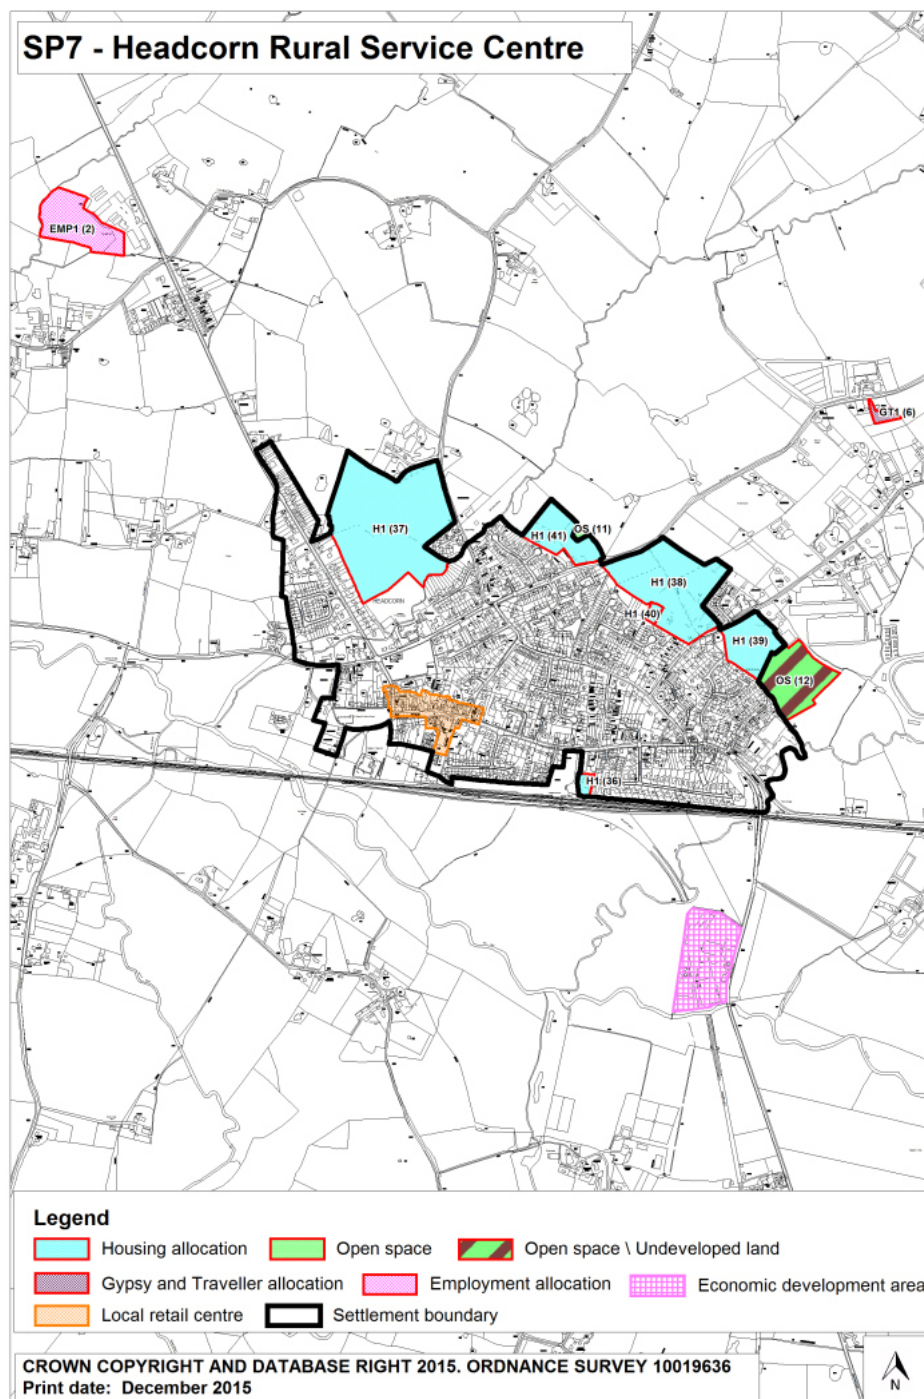 SP7 - Headcorn Rural Service Centre
EMP1 (2)
GT1 (6)
H1 (37)
OS (11)
H1 (41)
H1 (38)
HEADCORN
H1 (40)
H1 (39)
OS (12)
H1 (36)
Legend
Housing allocation Open space Open space \ Undeveloped land
Gypsy and Traveller allocation Employment allocation Economic development area
Local retail centre Settlement boundary
CROWN COPYRIGHT AND DATABASE RIGHT 2015. ORDNANCE SURVEY 10019636
Print date: December 2015
N